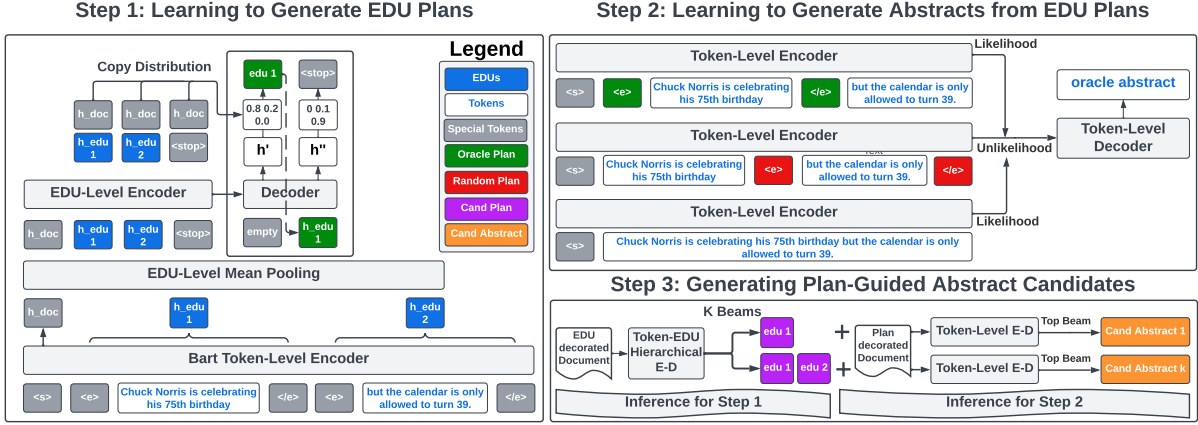 Step 1: Learning to Generate EDU Plans
Copy Distribution
h_doc
h_doc
h_doc
h_edu
1
h_edu
2
<stop>
edu 1
<stop>
0.8 0.2
0.0
0 0.1
0.9
h'
h''
EDU-Level Encoder
Decoder
h_doc
h_edu
1
h_edu
2
<stop>
empty
h_edu
1
EDU-Level Mean Pooling
h_doc
h_edu
1
h_edu
2
Bart Token-Level Encoder
<s>
<e>
Chuck Norris is celebrating
his 75th birthday
</e>
<e>
but the calendar is only
allowed to turn 39.
</e>
Legend
EDUs
Tokens
Special Tokens
Oracle Plan
Random Plan
Cand Plan
Cand Abstract
Step 2: Learning to Generate Abstracts from EDU Plans
Token-Level Encoder
Likelihood
<s>
<e>
Chuck Norris is celebrating
his 75th birthday
</e>
but the calendar is only
allowed to turn 39.
Token-Level Encoder
Unlikelihood
<s>
Chuck Norris is celebrating
his 75th birthday
<e>
but the calendar is only
allowed to turn 39.
</e>
Token-Level Encoder
Likelihood
<s>
Chuck Norris is celebrating his 75th birthday but the calendar is only
allowed to turn 39.
oracle abstract
Token-Level
Decoder
Step 3: Generating Plan-Guided Abstract Candidates
EDU
decorated
Document
Token-EDU
Hierarchical
E-D
K Beams
edu 1
edu 1
edu 2
+
+
Plan
decorated
Document
Token-Level E-D
Top Beam
Cand Abstract 1
Token-Level E-D
Top Beam
Cand Abstract k
Inference for Step 1
Inference for Step 2